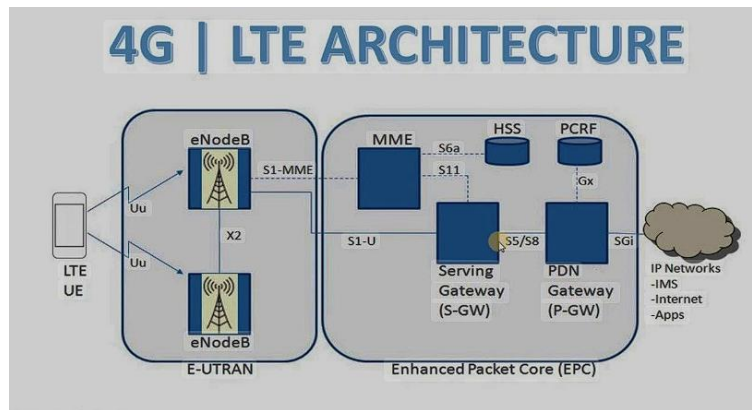 4G | LTE ARCHITECTURE
eNodeB
MME
HSS
PCRF
S6a
S1-MME
S11
Gx
Uu
X2
S1-U
S5/S8
SGi
LTE
UE
Uu
Serving
Gateway
(S-GW)
PDN
Gateway
(P-GW)
IP Networks
-IMS
-Internet
-Apps
eNodeB
E-UTRAN
Enhanced Packet Core (EPC)